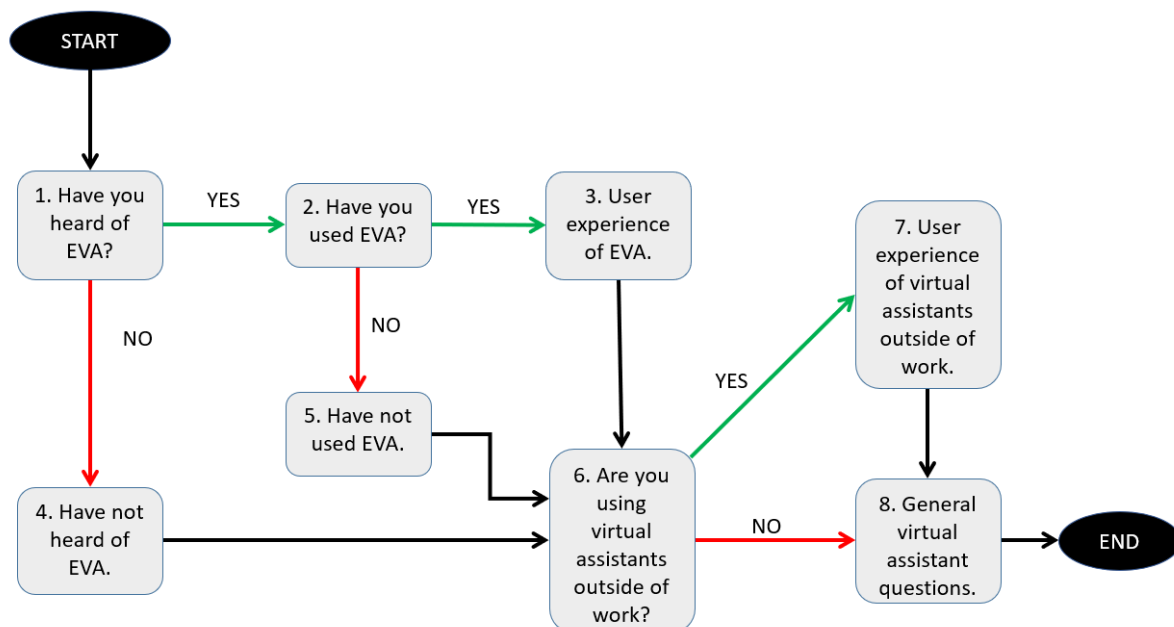 START
1. Have you
heard of
EVA?
YES
2. Have you
used EVA?
YES
3. User
experience
of EVA.
NO
NO
5. Have not
used EVA.
4. Have not
heard of
EVA.
6. Are you
using
virtual
assistants
outside of
work?
YES
7. User
experience
of virtual
assistants
outside of
work.
NO
8. General
virtual
assistant
questions.
END